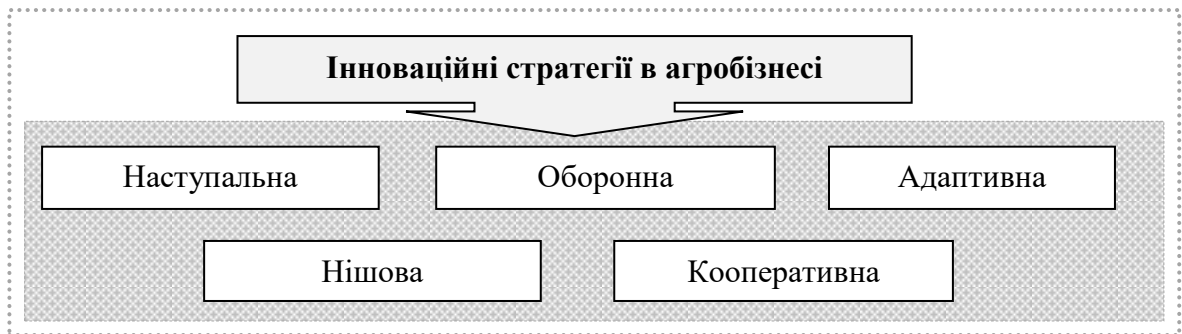 Інноваційні стратегії в агробізнесі
Наступальна
Оборонна
Адаптивна
Нішова
Кооперативна